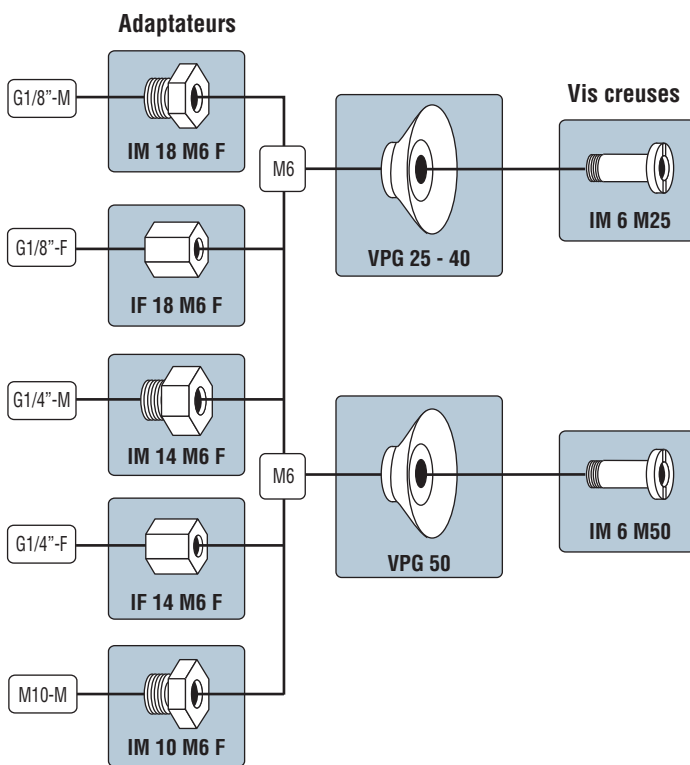 Adaptateurs
G1/8”-M
IM 18 M6 F
G1/8”-F
IF 18 M6 F
G1/4”-M
IM 14 M6 F
G1/4”-F
IF 14 M6 F
M10-M
IM 10 M6 F
M6
VPG 25 - 40
M6
VPG 50
Vis creuses
IM 6 M25
IM 6 M50